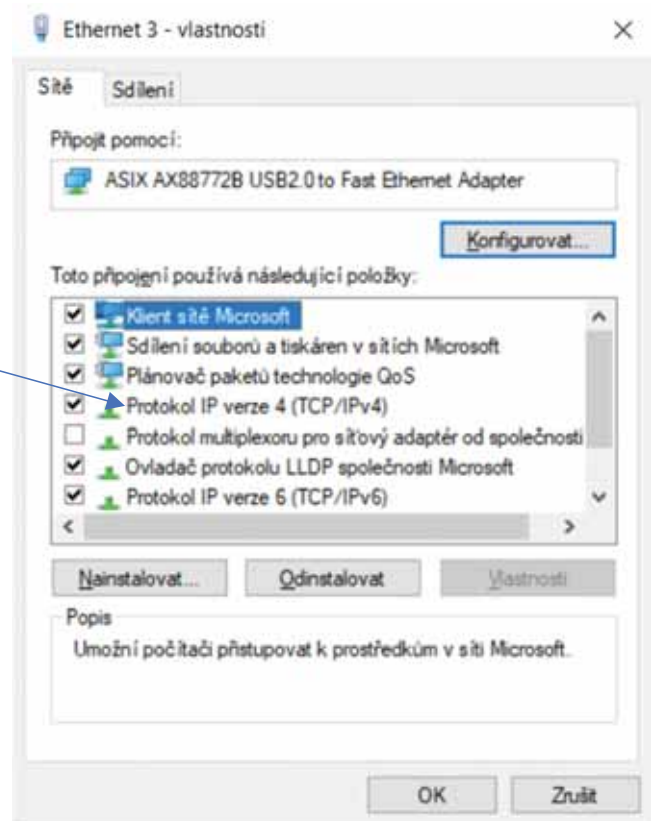 Ethernet 3 - vlastnosti
Sítě
Sdílení
Připojit pomocí:
ASIX AX88772B USB2.0 to Fast Ethernet Adapter
Konfigurovat...
Toto připojení používá následující položky:
Klient sítě Microsoft
Sdílení souborů a tiskáren v sítích Microsoft
Plánovač paketů technologie QoS
Protokol IP verze 4 (TCP/IPv4)
Protokol multiplexoru pro síťový adaptér od společnosti
Ovladač protokolu LLDP společnosti Microsoft
Protokol IP verze 6 (TCP/IPv6)
Nainstalovat...
Odinstalovat
Vlastnosti
Popis
Umožní počítači přistupovat k prostředkům v síti Microsoft.
OK
Zrušit